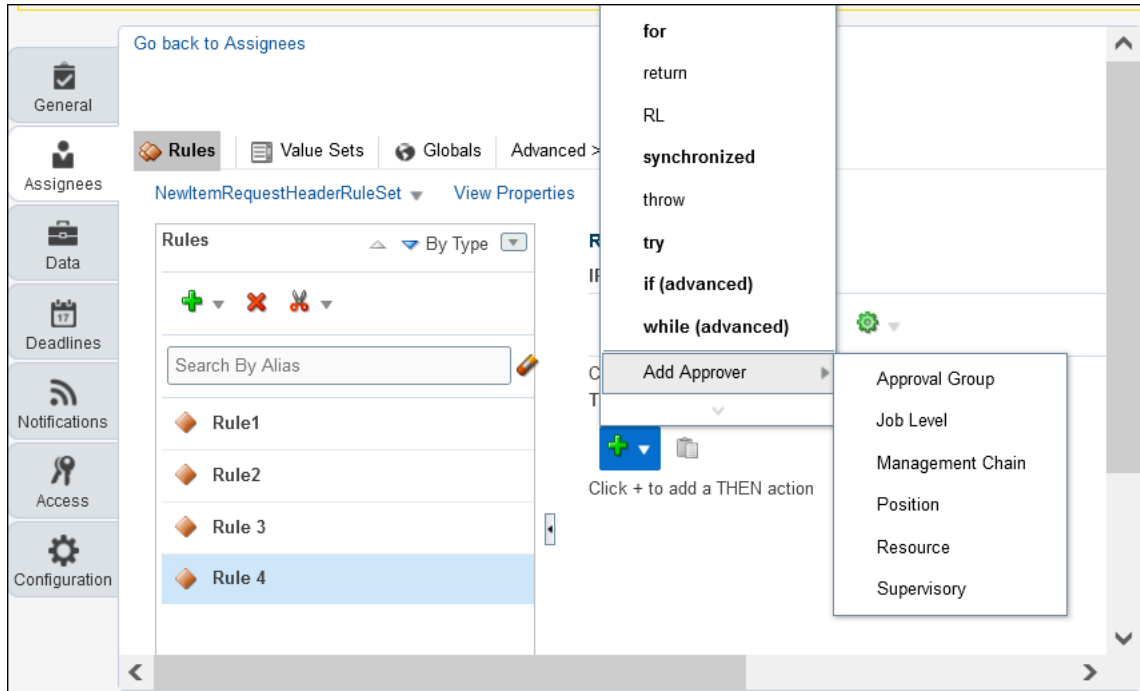 Go back to Assignees
General
Assignees
Data
17
Deadlines
Notifications
Access
Configuration
Rules
Value Sets
Globals
Advanced >
NewItemRequestHeaderRuleSet
View Properties
Rules
By Type
Search By Alias
Rule1
Rule2
Rule 3
Rule 4
R
IF
C
T
for
return
RL
synchronized
throw
try
if (advanced)
while (advanced)
Add Approver
Approval Group
Job Level
Management Chain
Position
Resource
Supervisory
Click + to add a THEN action